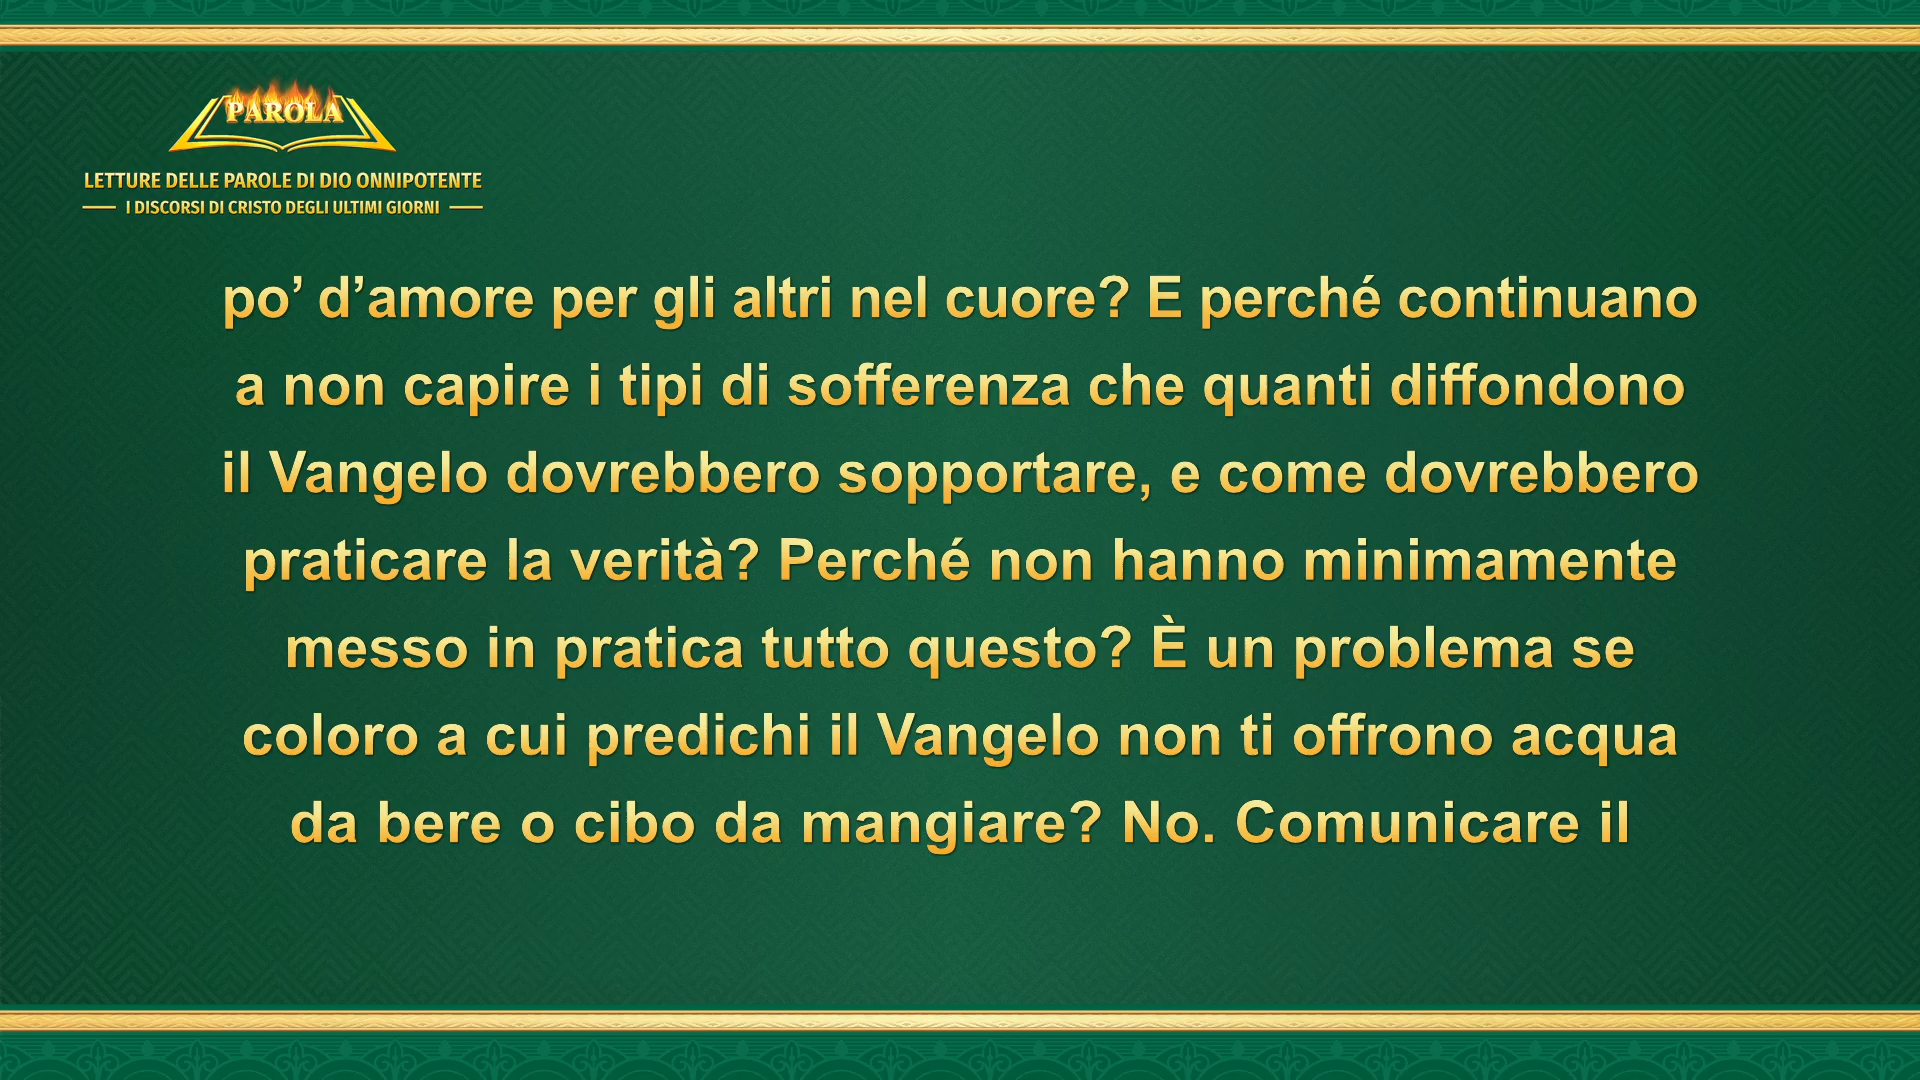 PAROLA
LETTURE DELLE PAROLE DI DIO ONNIPOTENTE
I DISCORSI DI CRISTO DEGLI ULTIMI GIORNI
po’ d’amore per gli altri nel cuore? E perché continuano
a non capire i tipi di sofferenza che quanti diffondono
il Vangelo dovrebbero sopportare, e come dovrebbero
praticare la verità? Perché non hanno minimamente
messo in pratica tutto questo? È un problema se
coloro a cui predichi il Vangelo non ti offrono acqua
da bere o cibo da mangiare? No. Comunicare il